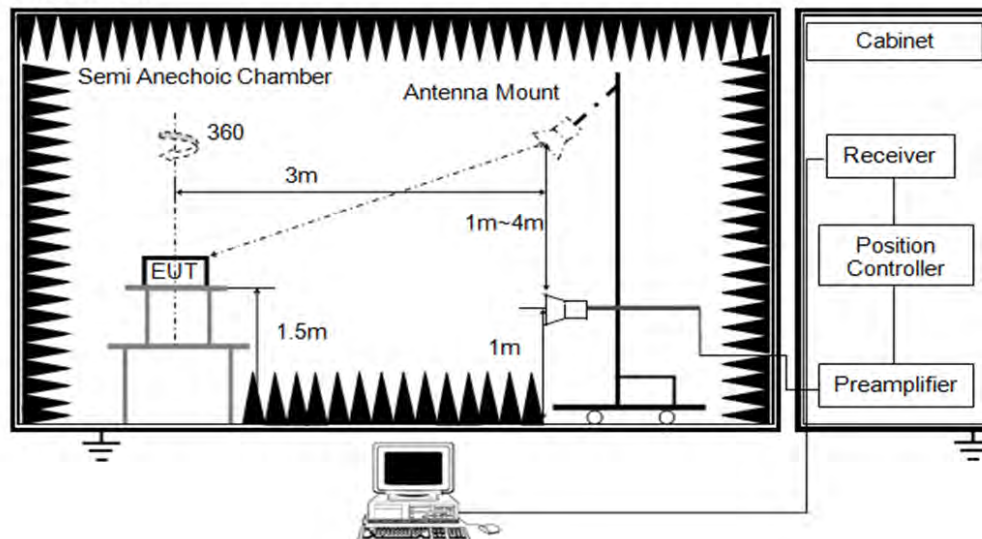 Cabinet
Semi Anechoic Chamber
Antenna Mount
360
Receiver
3m
1m~4m
Position
Controller
EUT
1.5m
1m
Preamplifier